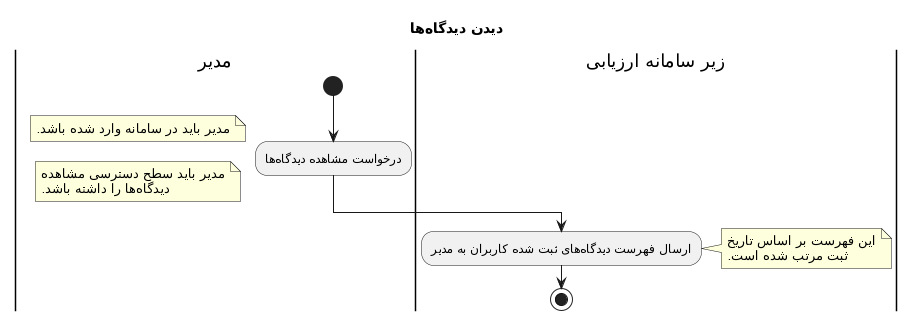 دیدن دیدگاه‌ها
مدیر
زیر سامانه ارزیابی
مدیر باید در سامانه وارد شده باشد.
درخواست مشاهده دیدگاه‌ها
مدیر باید سطح دسترسی مشاهده
دیدگاه‌ها را داشته باشد.
ارسال فهرست دیدگاه‌های ثبت شده کاربران به مدیر
این فهرست بر اساس تاریخ
ثبت مرتب شده است.